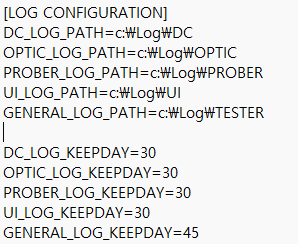 [LOG CONFIGURATION]
DC_LOG_PATH=c:₩Log₩DC
OPTIC_LOG_PATH=c:₩Log₩OPTIC
PROBER_LOG_PATH=c:₩Log₩PROBER
UI_LOG_PATH=c:₩Log₩UI
GENERAL_LOG_PATH=c:₩Log₩TESTER
DC_LOG_KEEPDAY=30
OPTIC_LOG_KEEPDAY=30
PROBER_LOG_KEEPDAY=30
UI_LOG_KEEPDAY=30
GENERAL_LOG_KEEPDAY=45